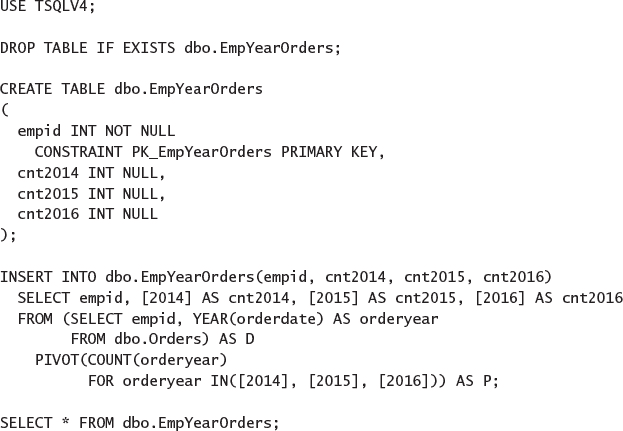 USE TSQLV4;
DROP TABLE IF EXISTS dbo.EmpYearOrders;
CREATE TABLE dbo.EmpYearOrders
(
empid INT NOT NULL
CONSTRAINT PK_EmpYearOrders PRIMARY KEY,
cnt2014 INT NULL,
cnt2015 INT NULL,
cnt2016 INT NULL
);
INSERT INTO dbo.EmpYearOrders(empid, cnt2014, cnt2015, cnt2016)
SELECT empid, [2014] AS cnt2014, [2015] AS cnt2015, [2016] AS cnt2016
FROM (SELECT empid, YEAR(orderdate) AS orderyear
FROM dbo.Orders) AS D
PIVOT(COUNT(orderyear)
FOR orderyear IN([2014], [2015], [2016])) AS P;
SELECT * FROM dbo.EmpYearOrders;